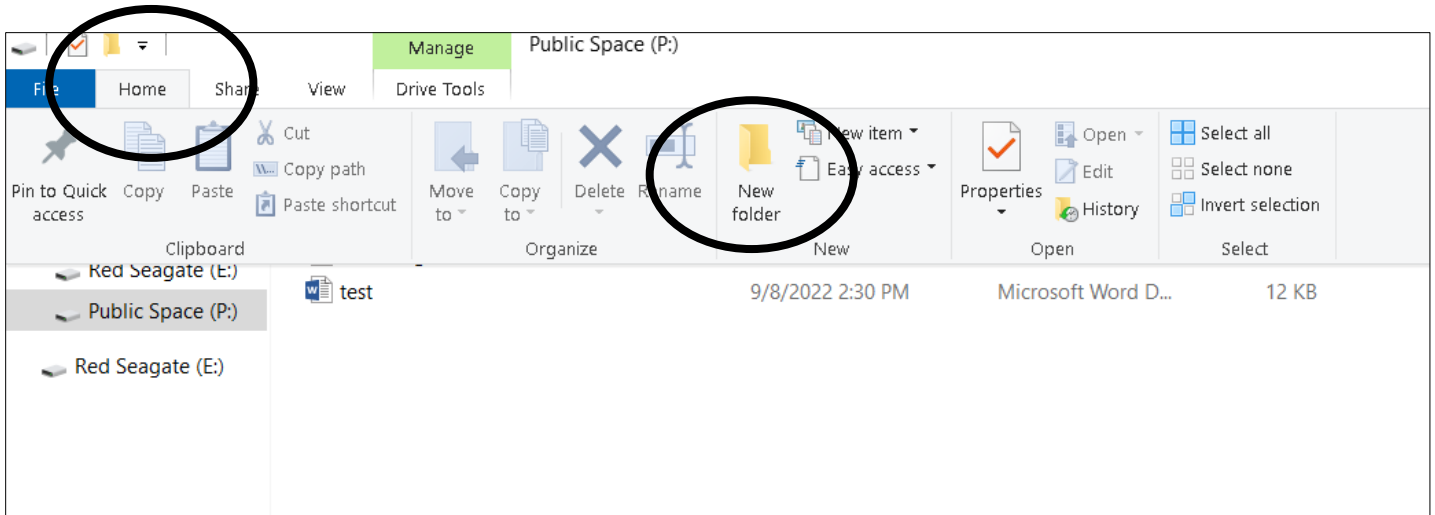 Manage Public Space (P:)
File Home Share View Drive Tools
Pin to Quick
access
Copy
Paste
Cut
Copy path
Paste shortcut
Clipboard
Move
to
Copy
to
Delete
Rename
Organize
New
folder
New item
Easy access
New
Properties
Open
Edit
History
Open
Select all
Select none
Invert selection
Select
Red Seagate (E:)
test 9/8/2022 2:30 PM Microsoft Word D... 12 KB
Public Space (P:)
Red Seagate (E:)